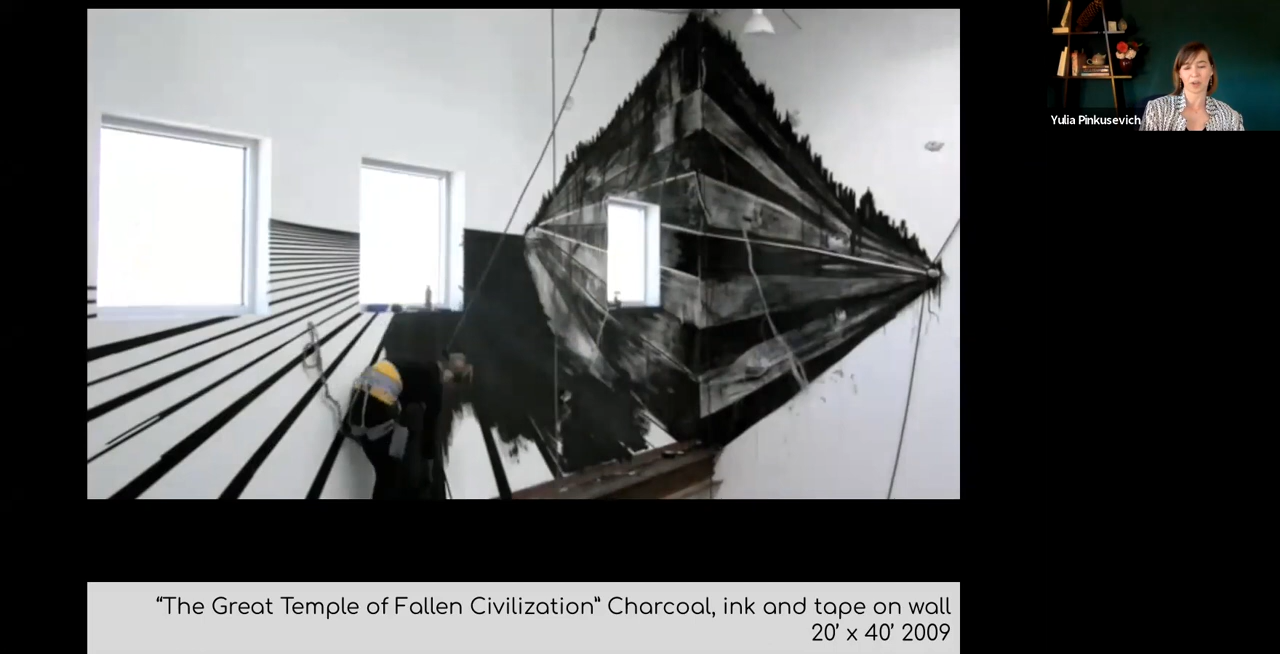 Yulia Pinkusevich
“The Great Temple of Fallen Civilization” Charcoal, ink and tape on wall
20’ x 40’ 2009